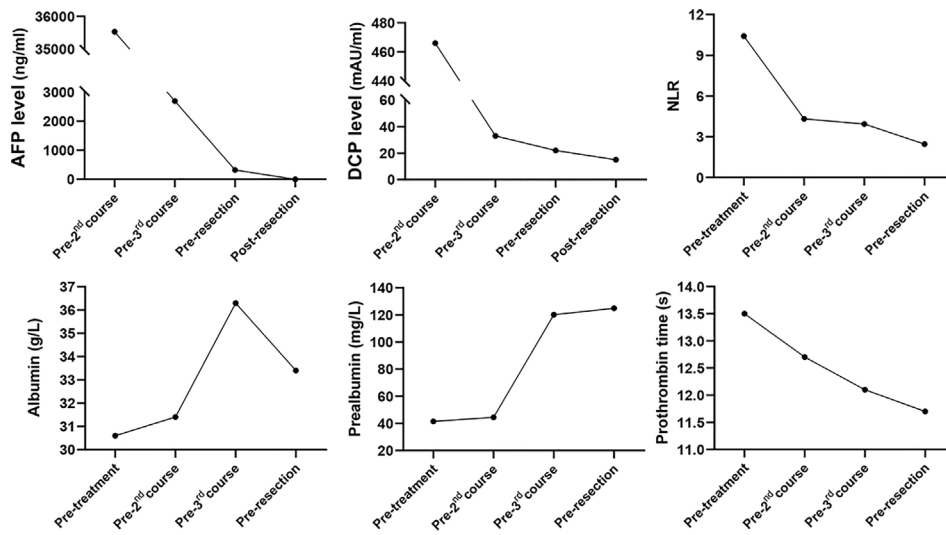 AFP level (ng/ml)
36000
35000
3000
2000
1000
0
Pre-2nd course
Pre-3rd course
Pre-resection
Post-resection
DCP level (mAU/ml)
480
460
440
60
40
20
0
Pre-2nd course
Pre-3rd course
Pre-resection
Post-resection
NLR
12
9
6
3
0
Pre-treatment
Pre-2nd course
Pre-3rd course
Pre-resection
Albumin (g/L)
37
36
35
34
33
32
31
30
Pre-treatment
Pre-2nd course
Pre-3rd course
Pre-resection
Prealbumin (mg/L)
140
120
100
80
60
40
20
Pre-treatment
Pre-2nd course
Pre-3rd course
Pre-resection
Prothrombin time (s)
14.0
13.5
13.0
12.5
12.0
11.5
11.0
Pre-treatment
Pre-2nd course
Pre-3rd course
Pre-resection